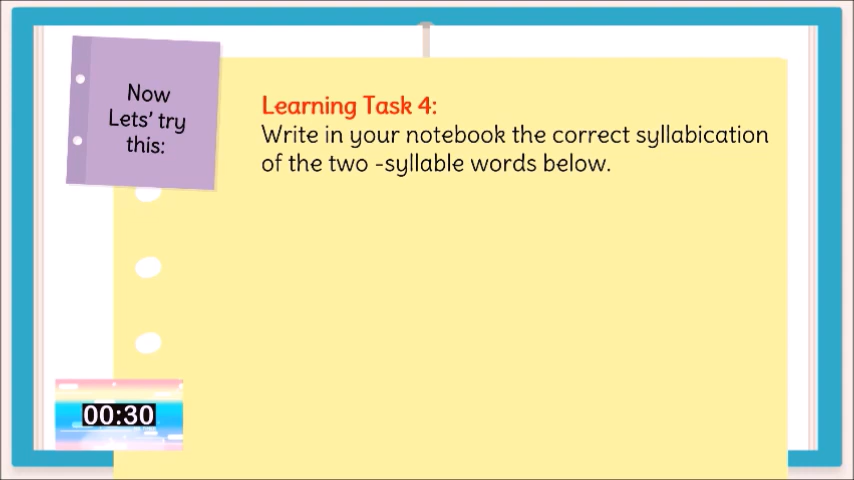 Now
Lets' try
this:
Learning Task 4:
Write in your notebook the correct syllabication
of the two -syllable words below.
00:30